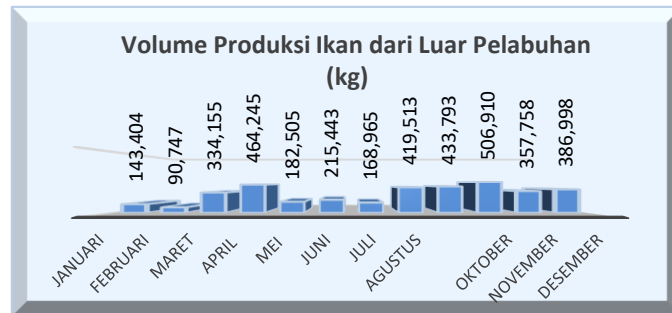 Volume Produksi Ikan dari Luar Pelabuhan
(kg)
143,404
90,747
334,155
464,245
182,505
215,443
168,965
419,513
433,793
506,910
357,758
386,998
JANUARI
FEBRUARI
MARET
APRIL
MEI
JUNI
JULI
AGUSTUS
OKTOBER
NOVEMBER
DESEMBER